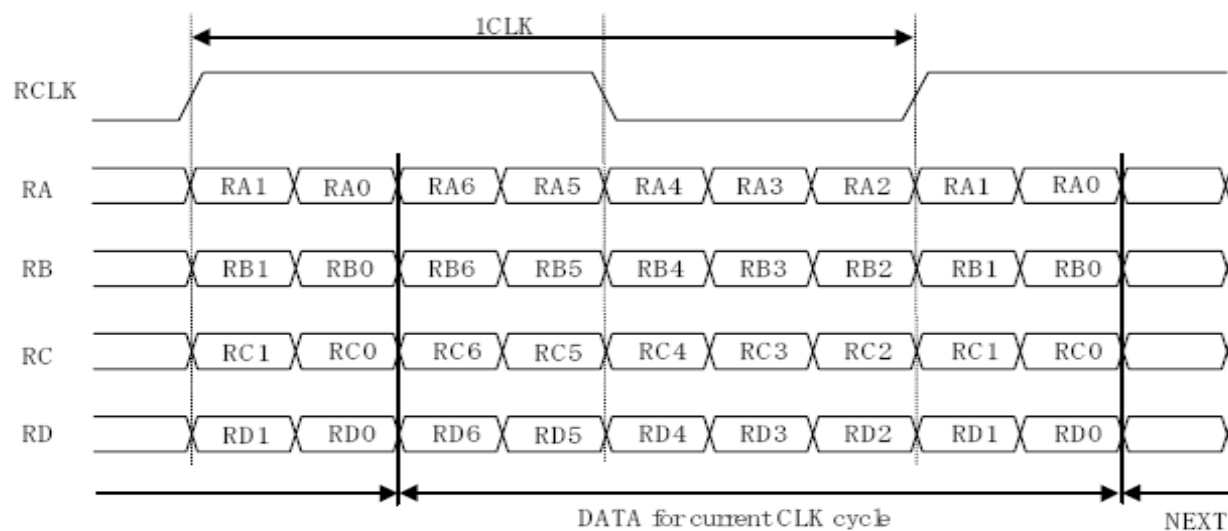 1CLK
RCLK
RA RA1 RA0 RA6 RA5 RA4 RA3 RA2 RA1 RA0
RB RB1 RB0 RB6 RB5 RB4 RB3 RB2 RB1 RB0
RC RC1 RC0 RC6 RC5 RC4 RC3 RC2 RC1 RC0
RD RD1 RD0 RD6 RD5 RD4 RD3 RD2 RD1 RD0
DATA for current CLK cycle NEXT